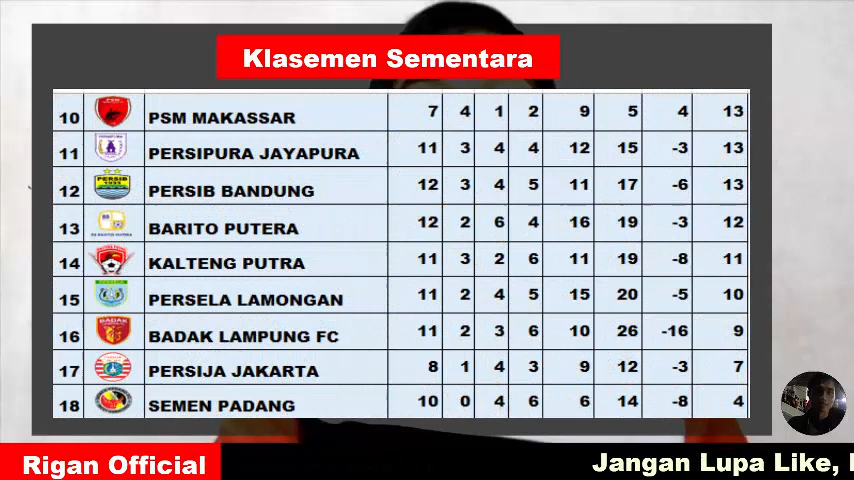 Klasemen Sementara
10 PSM MAKASSAR 7 4 1 2 9 5 4 13
11 PERSIPURA JAYAPURA 11 3 4 4 12 15 -3 13
12 PERSIB BANDUNG 12 3 4 5 11 17 -6 13
13 BARITO PUTERA 12 2 6 4 16 19 -3 12
14 KALTENG PUTRA 11 3 2 6 11 19 -8 11
15 PERSELA LAMONGAN 11 2 4 5 15 20 -5 10
16 BADAK LAMPUNG FC 11 2 3 6 10 26 -16 9
17 PERSIJA JAKARTA 8 1 4 3 9 12 -3 7
18 SEMEN PADANG 10 0 4 6 6 14 -8 4
Rigan Official
Jangan Lupa Like,